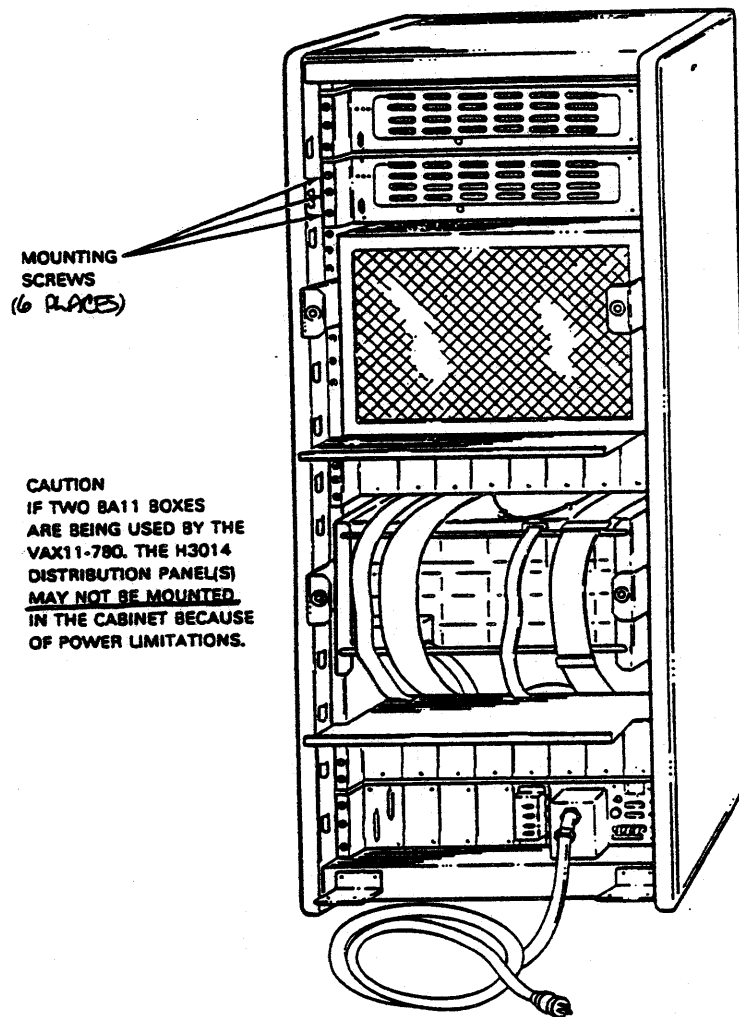 MOUNTING
SCREWS
(6 PLACES)
CAUTION
IF TWO BA11 BOXES
ARE BEING USED BY THE
VAX11-780. THE H3014
DISTRIBUTION PANEL(S)
MAY NOT BE MOUNTED
IN THE CABINET BECAUSE
OF POWER LIMITATIONS.